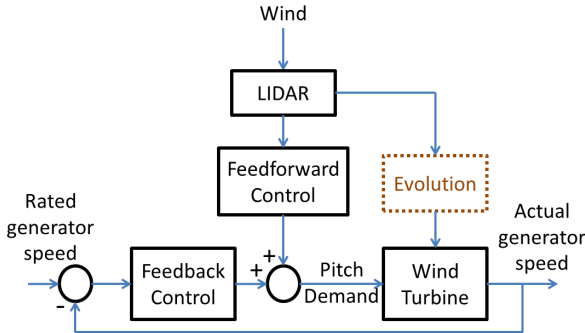 Wind
LIDAR
Feedforward
Control
Evolution
Rated
generator
speed
Actual
generator
speed
+
+
-
Feedback
Control
Pitch
Demand
Wind
Turbine